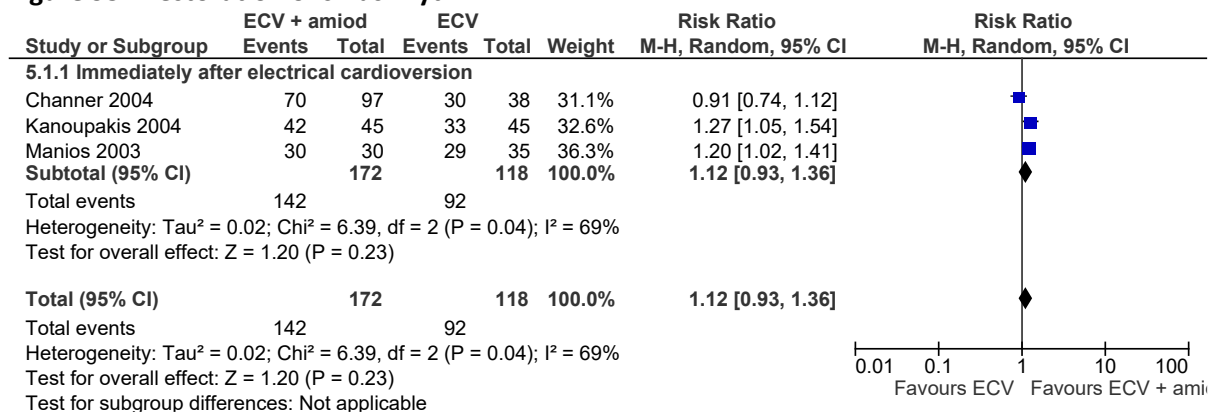 ECV + amiod ECV Risk Ratio Risk Ratio
Study or Subgroup Events Total Events Total Weight M-H, Random, 95% CI M-H, Random, 95% CI
5.1.1 Immediately after electrical cardioversion
Channer 2004 70 97 30 38 31.1% 0.91 [0.74, 1.12]
Kanoupakis 2004 42 45 33 45 32.6% 1.27 [1.05, 1.54]
Manios 2003 30 30 29 35 36.3% 1.20 [1.02, 1.41]
Subtotal (95% CI) 172 118 100.0% 1.12 [0.93, 1.36]
Total events 142 92
Heterogeneity: Tau² = 0.02; Chi² = 6.39, df = 2 (P = 0.04); I² = 69%
Test for overall effect: Z = 1.20 (P = 0.23)
Total (95% CI) 172 118 100.0% 1.12 [0.93, 1.36]
Total events 142 92
Heterogeneity: Tau² = 0.02; Chi² = 6.39, df = 2 (P = 0.04); I² = 69%
Test for overall effect: Z = 1.20 (P = 0.23)
Test for subgroup differences: Not applicable
0.01 0.1 1 10 100
Favours ECV Favours ECV + ami